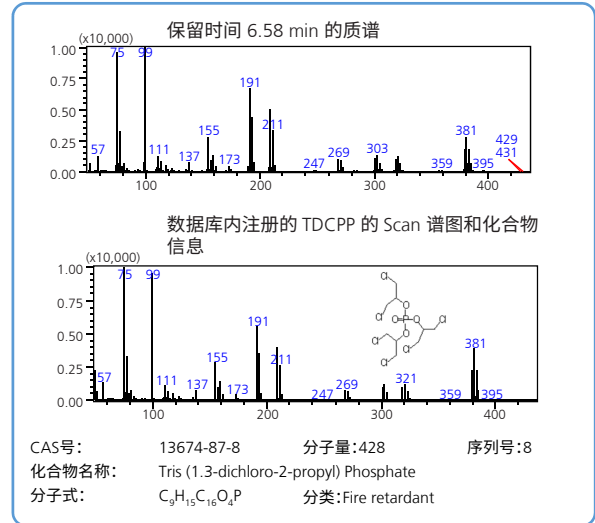 保留时间 6.58 min 的质谱
(x10,000)
1.00
0.75
0.50
0.25
0.00
57
75
99
111
137
155
173
191
211
247
269
303
359
381
395
429
431
100
200
300
400
数据库内注册的 TDCPP 的 Scan 谱图和化合物
信息
(x10,000)
1.00
0.75
0.50
0.25
0.00
57
75
99
111
137
155
173
191
211
247
269
321
359
381
395
Cl
Cl
Cl
Cl
Cl
Cl
O
O
O
O
P
100
200
300
400
CAS号： 13674-87-8 分子量：428 序列号：8
化合物名称： Tris (1.3-dichloro-2-propyl) Phosphate
分子式： C9H15C16O4P 分类：Fire retardant